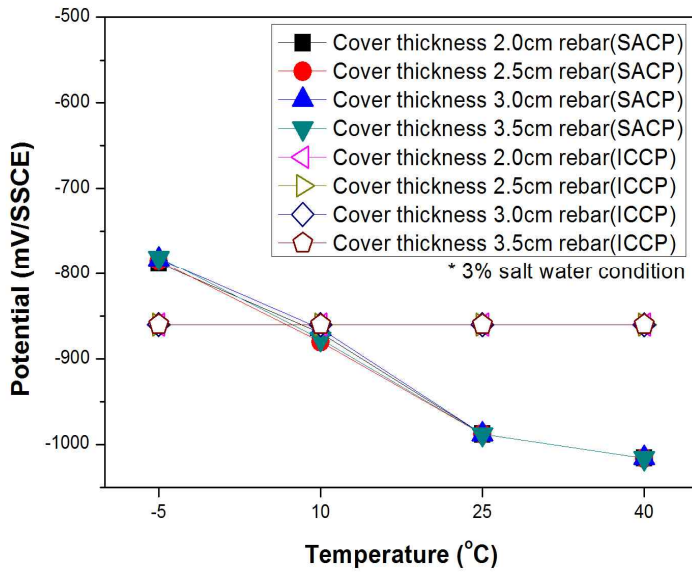 -500
Cover thickness 2.0cm rebar(SACP)
Cover thickness 2.5cm rebar(SACP)
Cover thickness 3.0cm rebar(SACP)
Cover thickness 3.5cm rebar(SACP)
Cover thickness 2.0cm rebar(ICCP)
Cover thickness 2.5cm rebar(ICCP)
Cover thickness 3.0cm rebar(ICCP)
Cover thickness 3.5cm rebar(ICCP)
* 3% salt water condition
-600
-700
-800
-900
-1000
Potential (mV/SSCE)
-5 10 25 40
Temperature (°C)